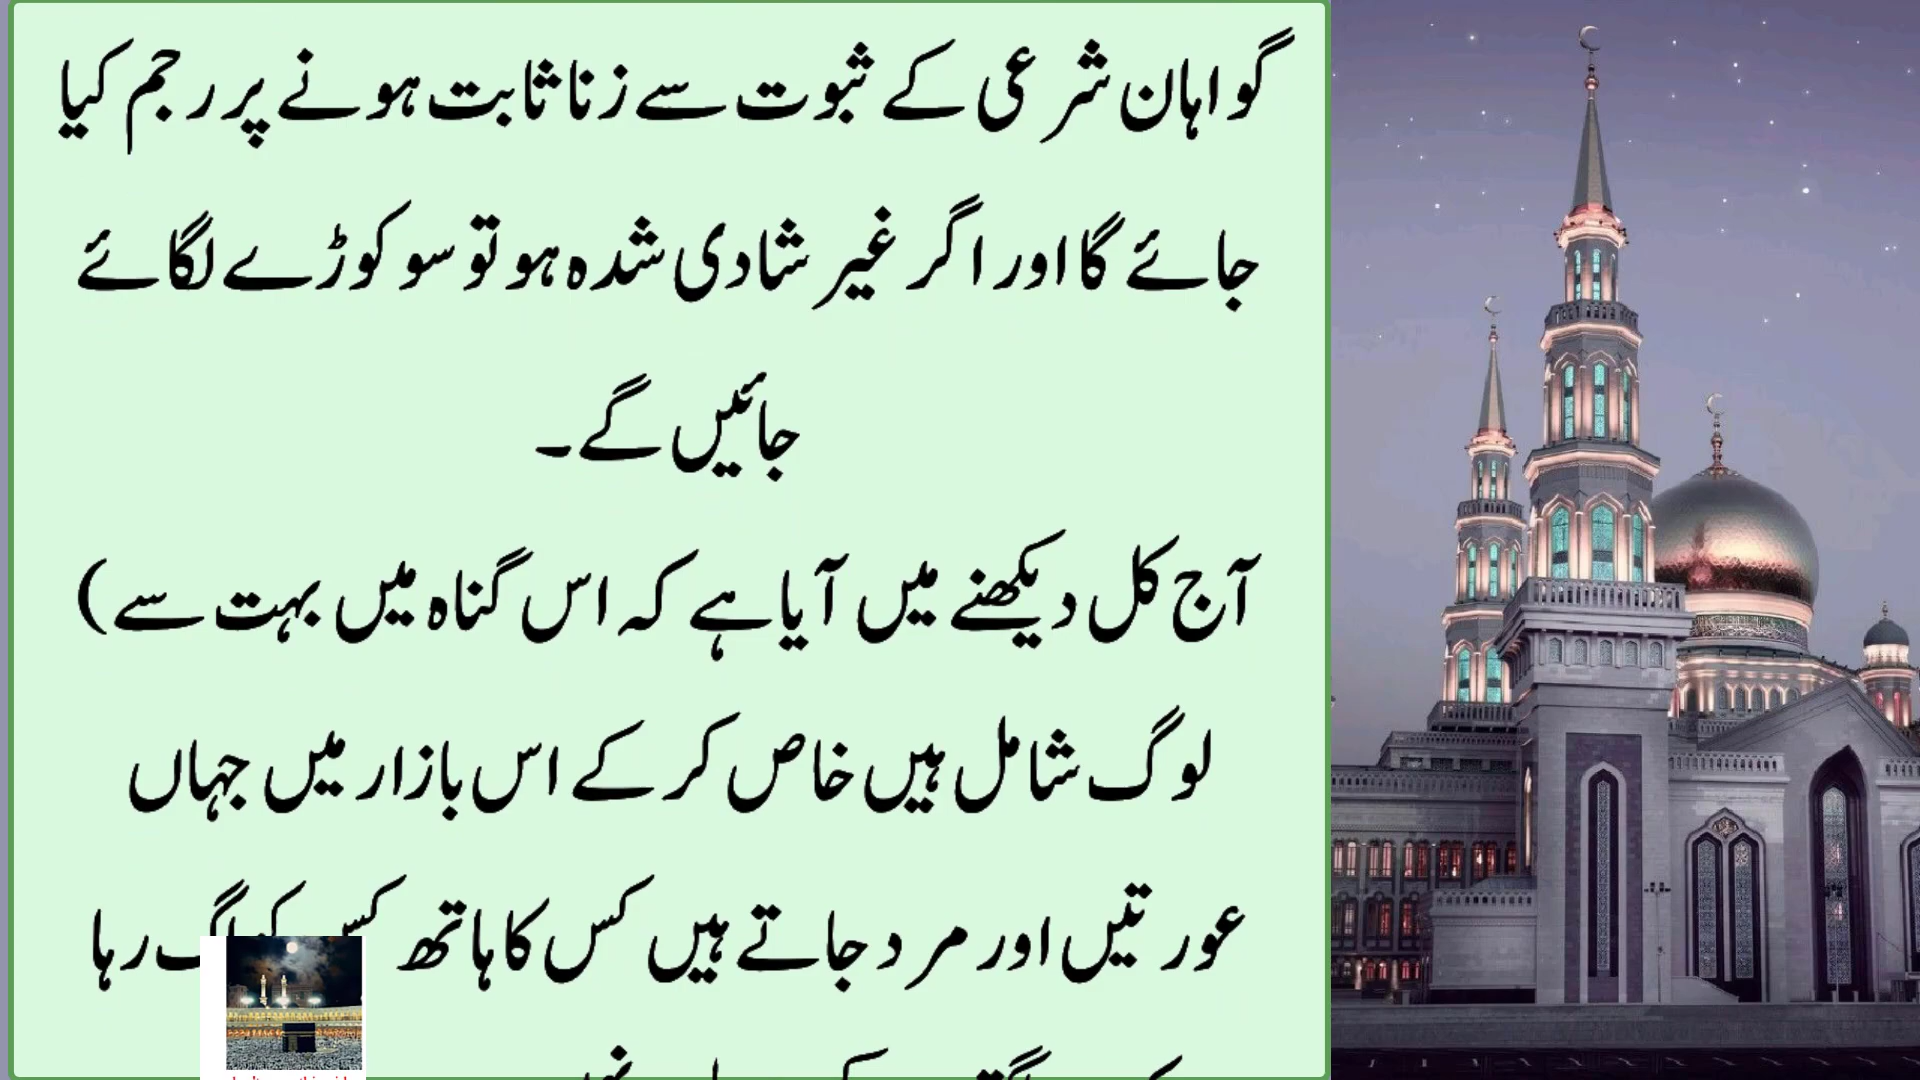 گواہان شرعی کے ثبوت سے زنا ثابت ہونے پر رجم کیا
جائے گا اور اگر غیر شادی شدہ ہو تو سو کوڑے لگائے
جائیں گے۔
آج کل دیکھنے میں آیا ہے کہ اس گناہ میں بہت سے)
لوگ شامل ہیں خاص کر کے اس بازار میں جہاں
عورتیں اور مرد جاتے ہیں کس کا ہاتھ کس رہا